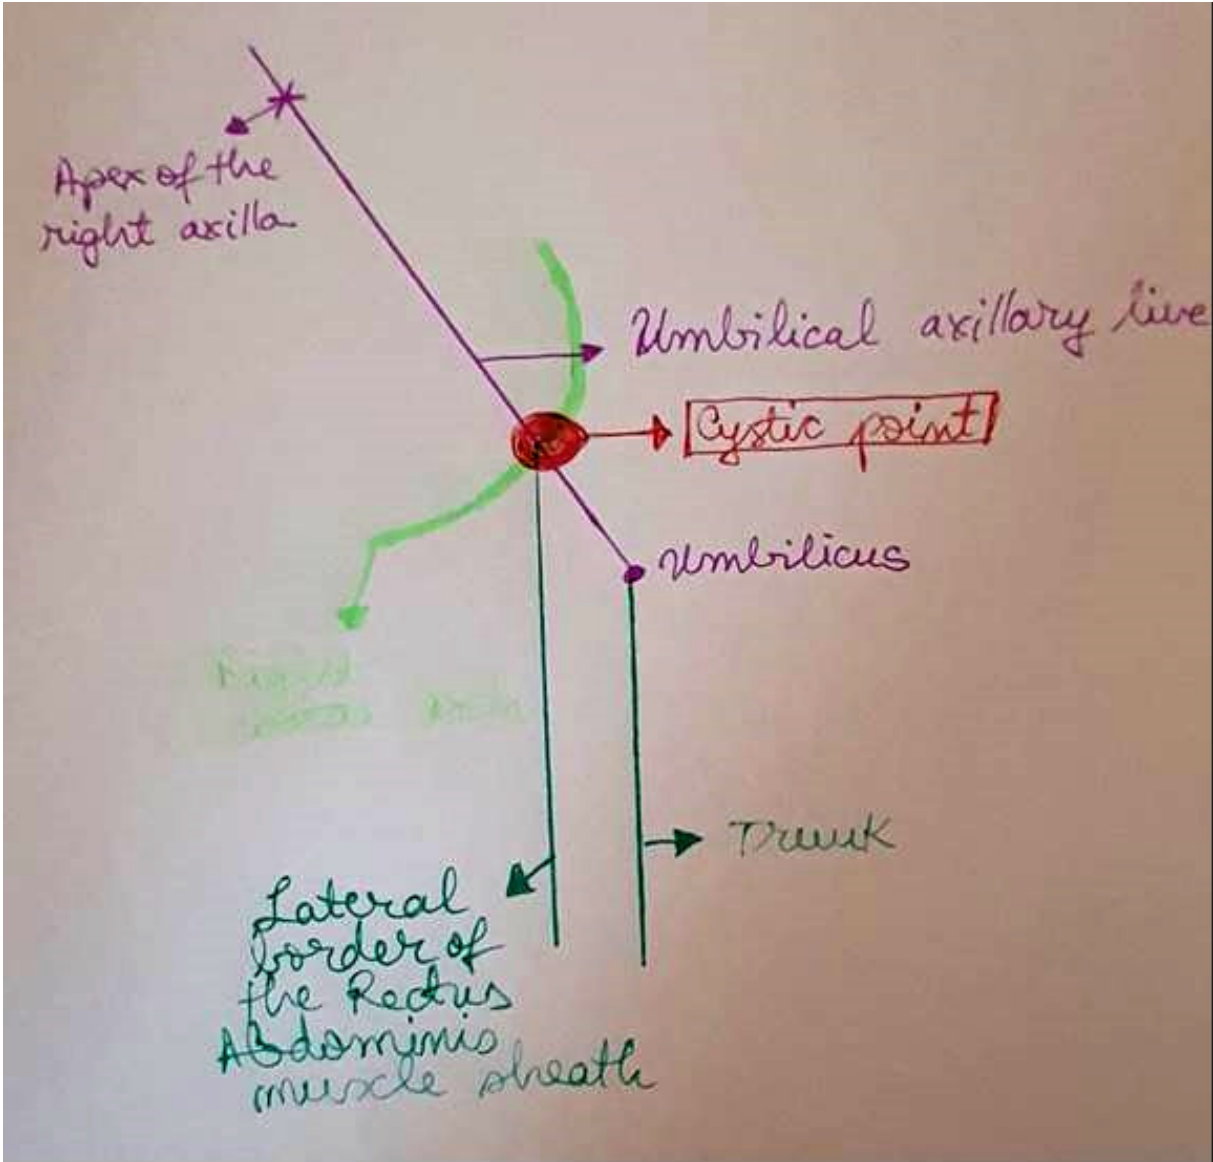 Apex of the
right axilla
Umbilical axillary line
Cystic point
Umbilicus
Trunk
Lateral
border of
the Rectus
Abdominis
muscle sheath